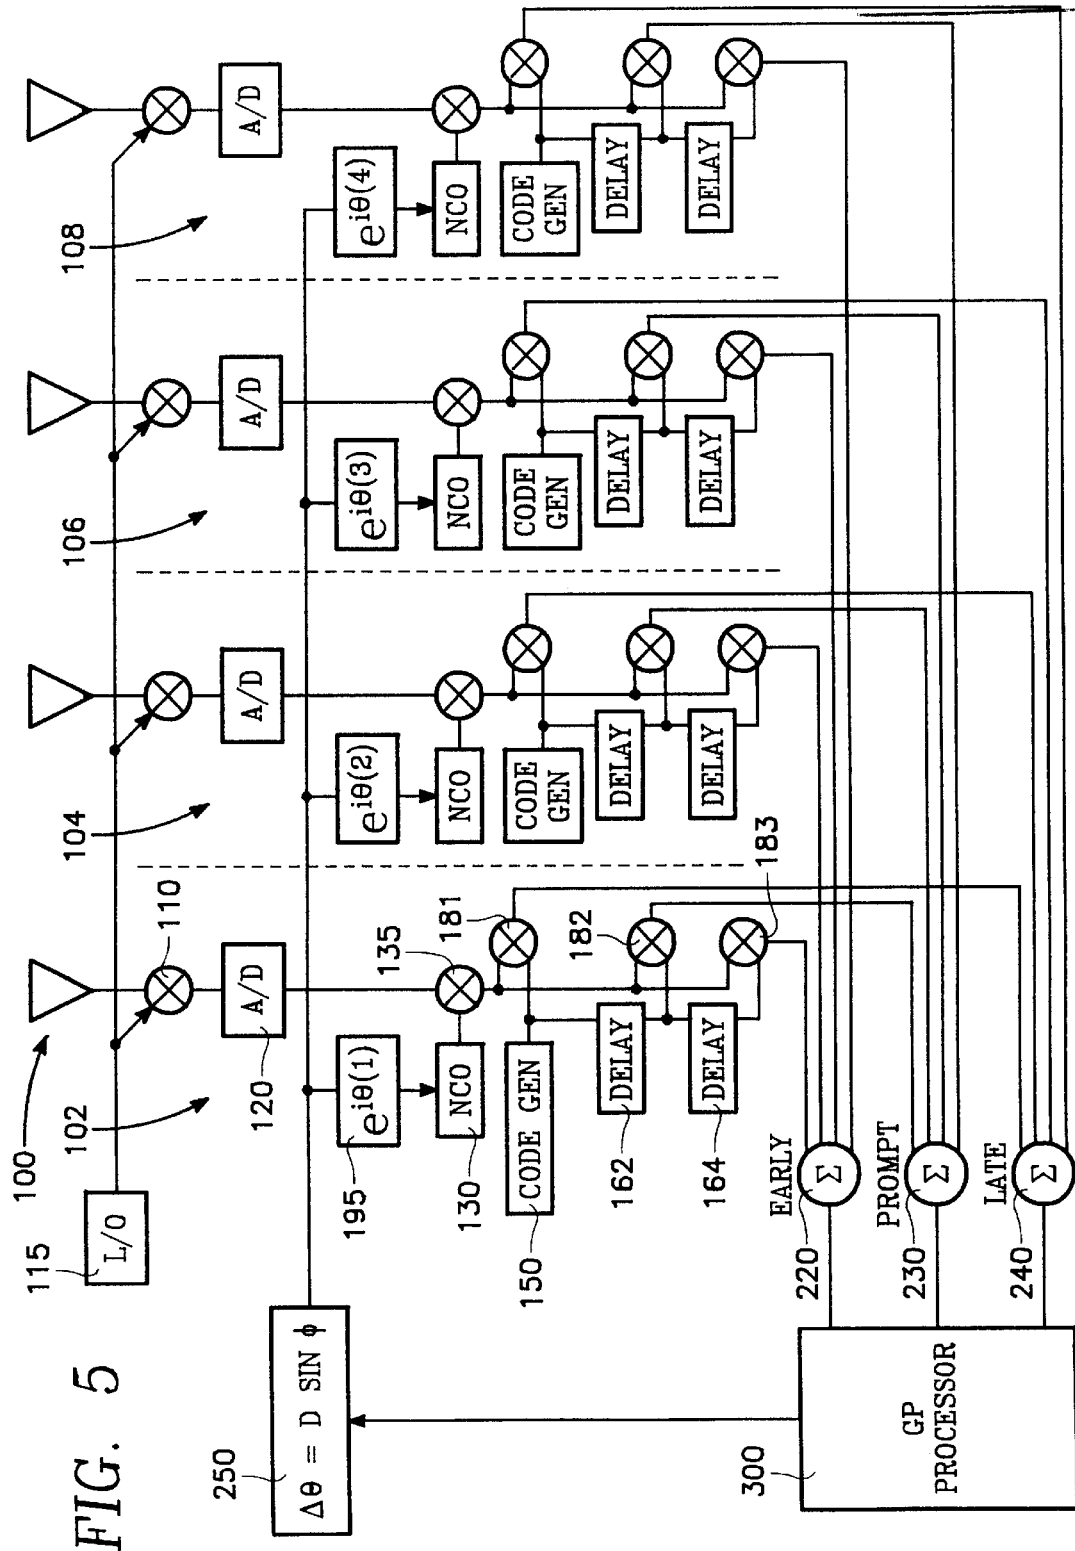 FIG. 5
100
115
L/O
102
104
106
108
110
A/D
A/D
A/D
A/D
120
250
Δθ = D SIN ϕ
195
e^iθ(1)
e^iθ(2)
e^iθ(3)
e^iθ(4)
130
NCO
NCO
NCO
NCO
135
150
CODE GEN
CODE
GEN
CODE
GEN
CODE
GEN
181
162
DELAY
DELAY
DELAY
DELAY
182
164
DELAY
DELAY
DELAY
DELAY
183
EARLY
220
Σ
PROMPT
230
Σ
LATE
240
Σ
300
GP
PROCESSOR